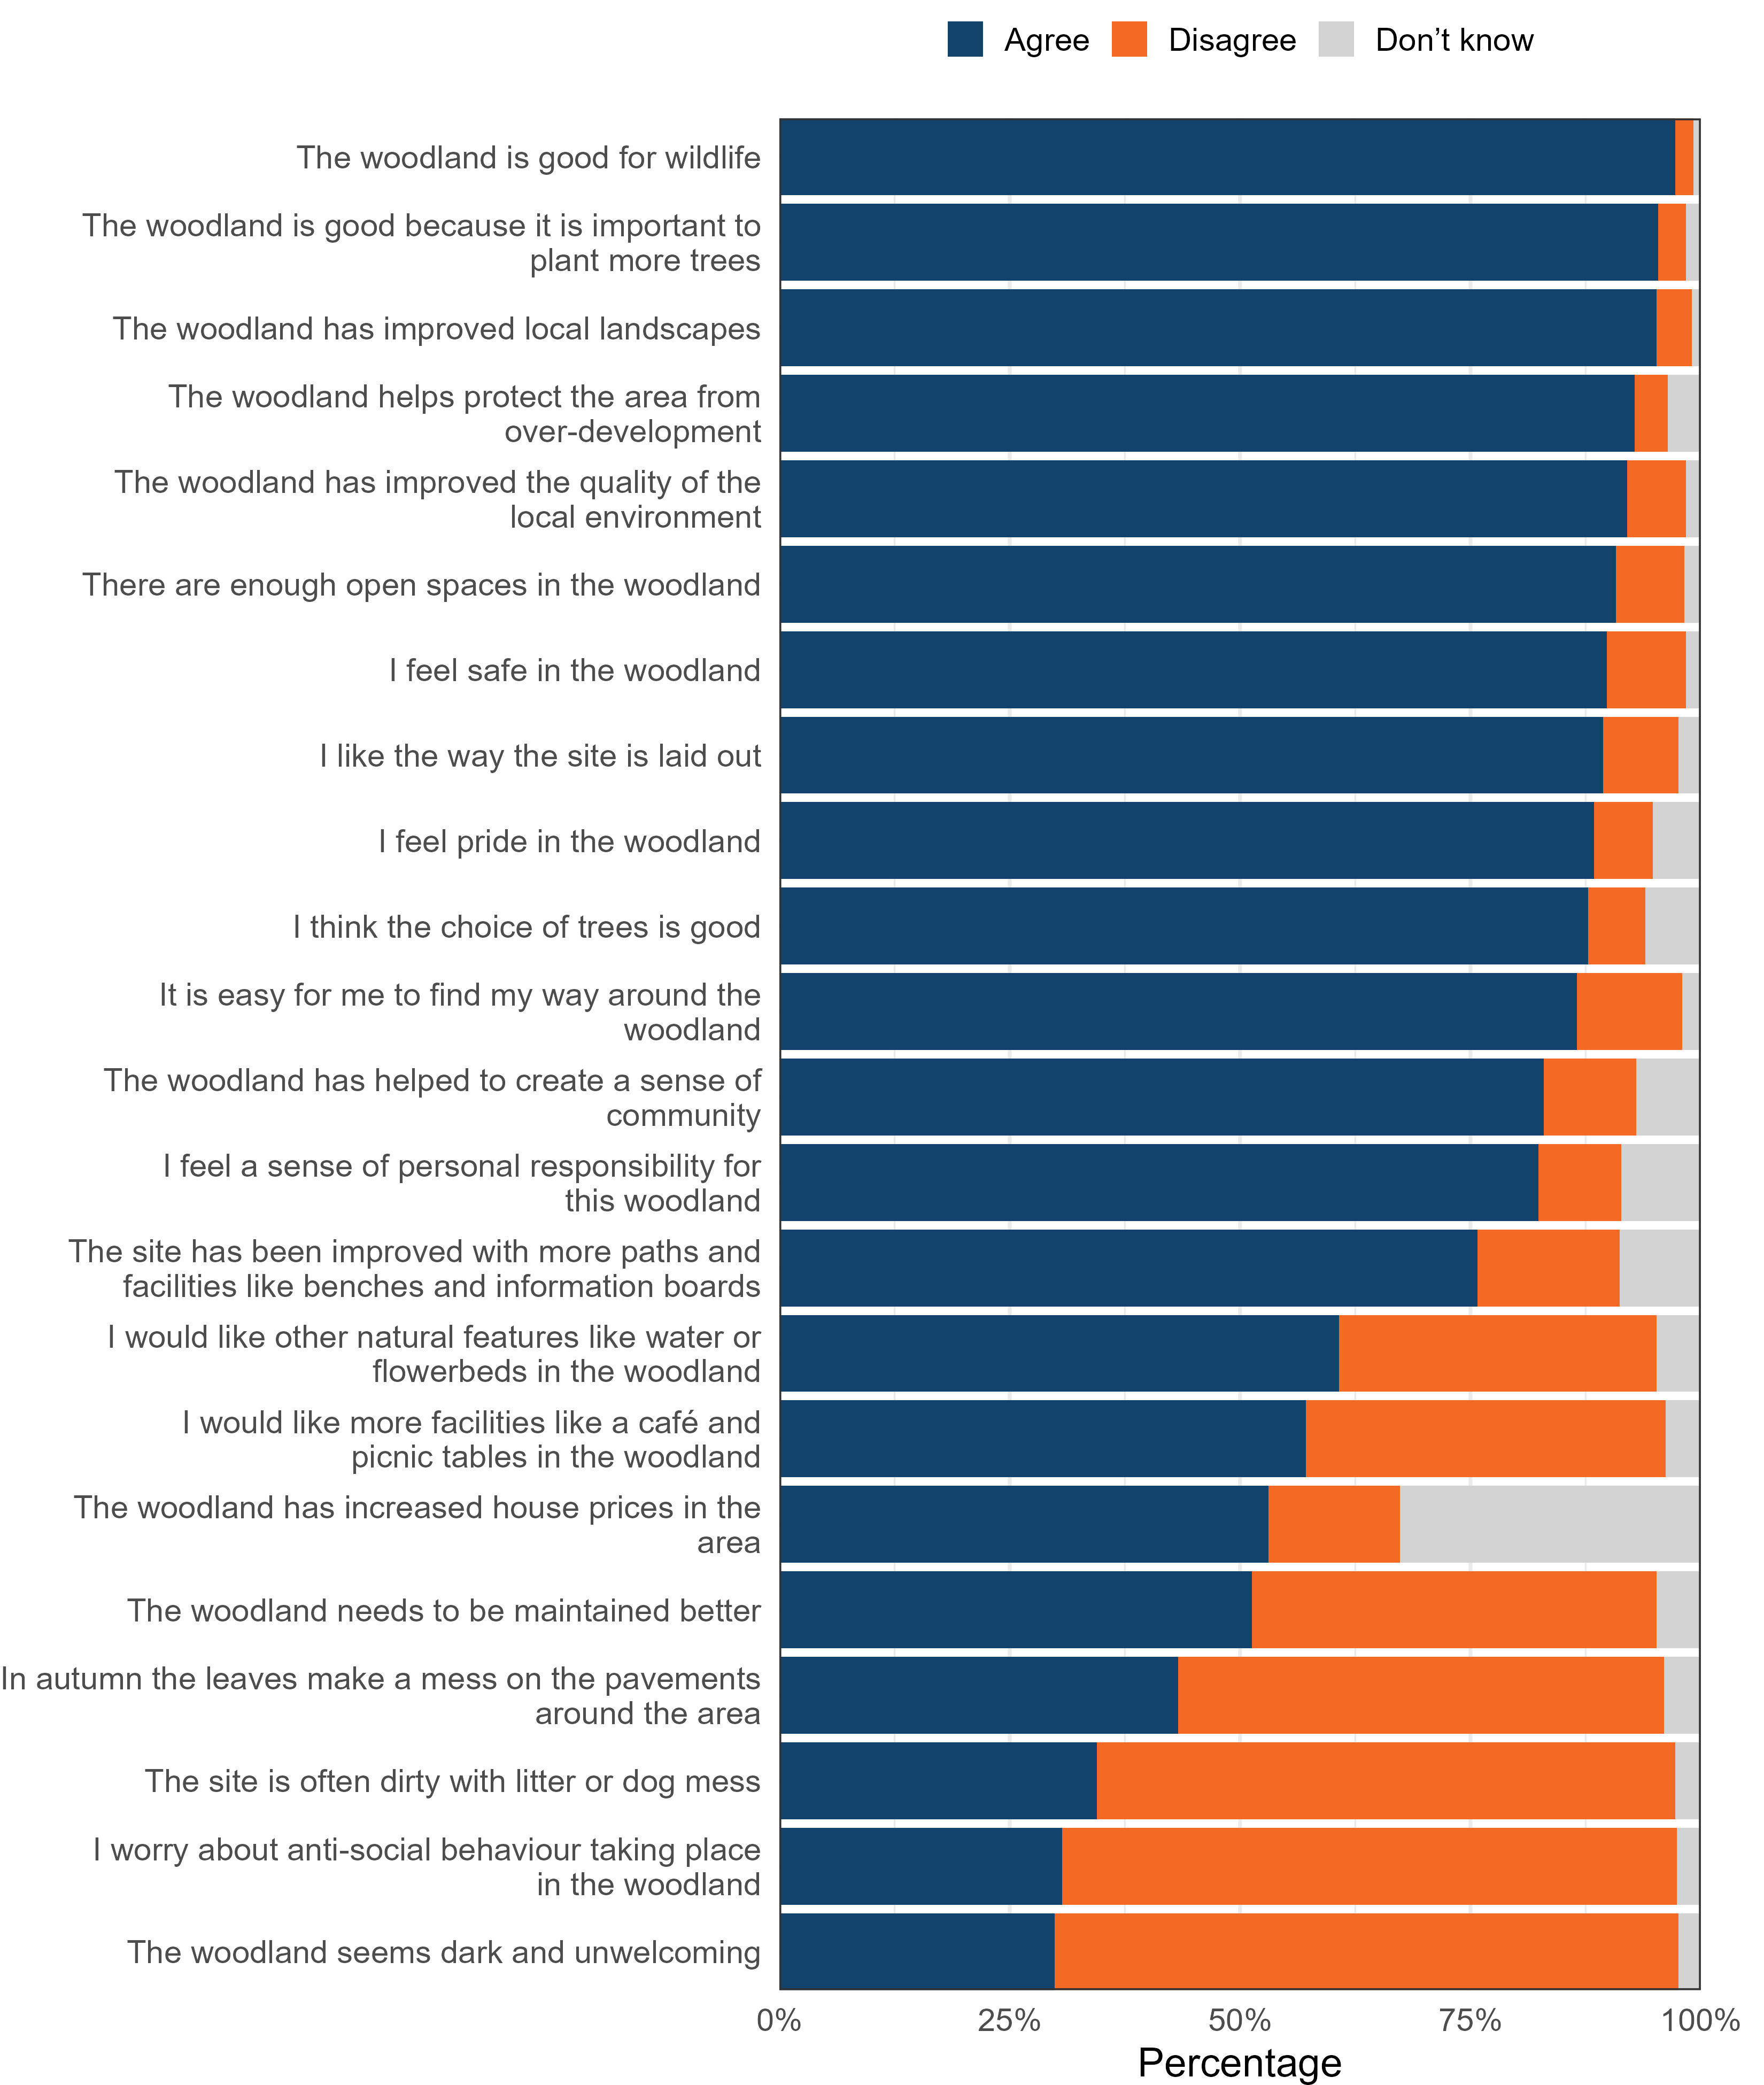 Agree Disagree Don’t know
The woodland is good for wildlife
The woodland is good because it is important to
plant more trees
The woodland has improved local landscapes
The woodland helps protect the area from
over-development
The woodland has improved the quality of the
local environment
There are enough open spaces in the woodland
I feel safe in the woodland
I like the way the site is laid out
I feel pride in the woodland
I think the choice of trees is good
It is easy for me to find my way around the
woodland
The woodland has helped to create a sense of
community
I feel a sense of personal responsibility for
this woodland
The site has been improved with more paths and
facilities like benches and information boards
I would like other natural features like water or
flowerbeds in the woodland
I would like more facilities like a café and
picnic tables in the woodland
The woodland has increased house prices in the
area
The woodland needs to be maintained better
In autumn the leaves make a mess on the pavements
around the area
The site is often dirty with litter or dog mess
I worry about anti-social behaviour taking place
in the woodland
The woodland seems dark and unwelcoming
0% 25% 50% 75% 100%
Percentage